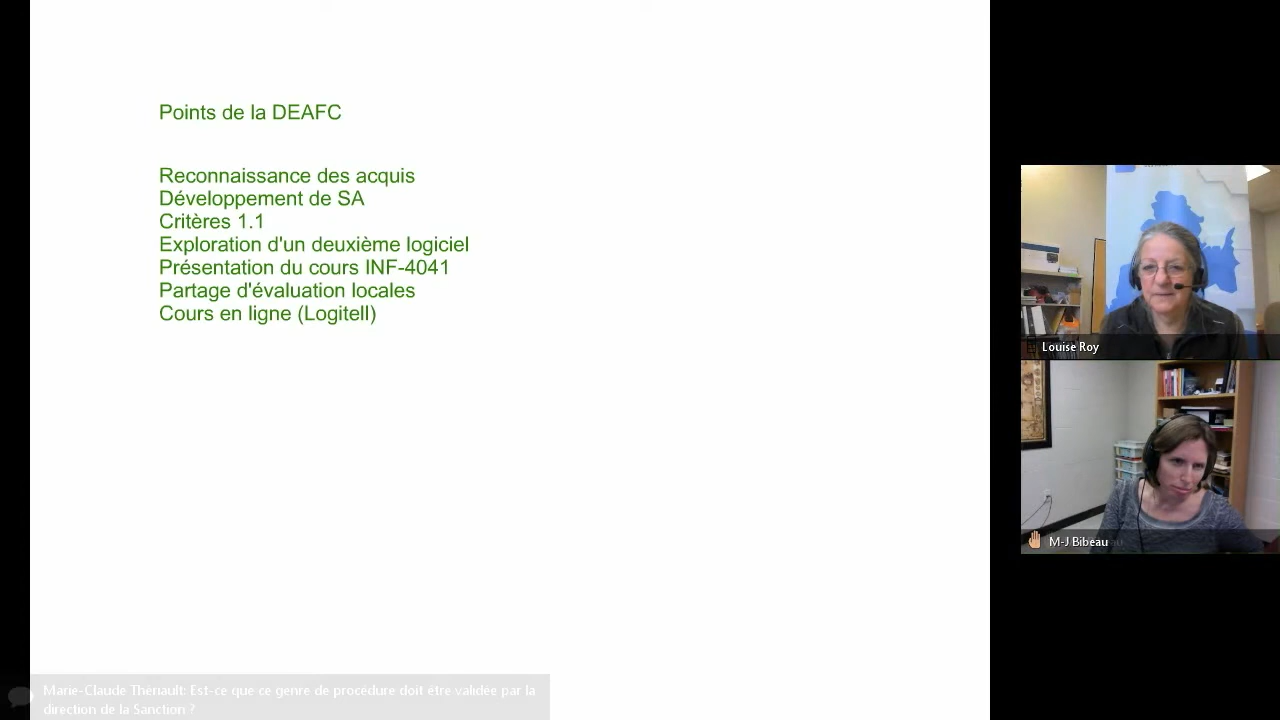 Points de la DEAFC
Reconnaissance des acquis
Développement de SA
Critères 1.1
Exploration d'un deuxième logiciel
Présentation du cours INF-4041
Partage d'évaluation locales
Cours en ligne (Logitell)
Louise Roy
M-J Bibeau
Marie-Claude Thériault: Est-ce que ce genre de procédure doit être validée par la
direction de la Sanction ?